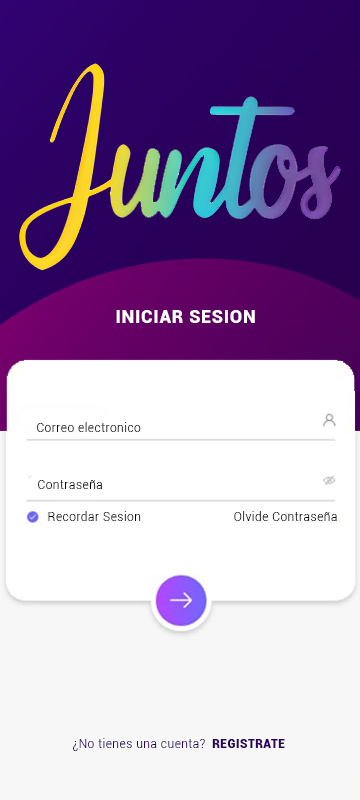 Juntos
INICIAR SESION
Correo electronico
Contraseña
Recordar Sesion
Olvide Contraseña
¿No tienes una cuenta? REGISTRATE